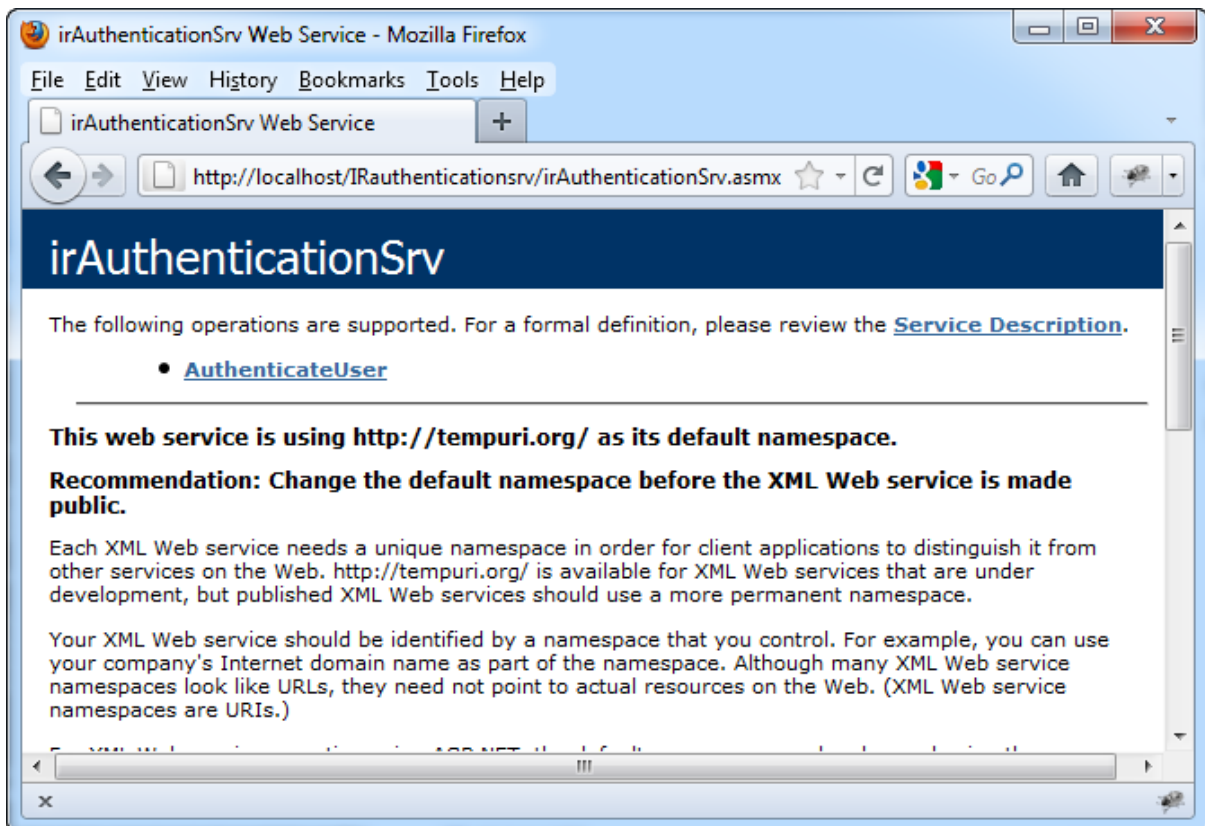 irAuthenticationSrv Web Service - Mozilla Firefox
File Edit View History Bookmarks Tools Help
irAuthenticationSrv Web Service
http://localhost/IRauthenticationsrv/irAuthenticationSrv.asmx Go
irAuthenticationSrv
The following operations are supported. For a formal definition, please review the Service Description.
• AuthenticateUser
This web service is using http://tempuri.org/ as its default namespace.
Recommendation: Change the default namespace before the XML Web service is made
public.
Each XML Web service needs a unique namespace in order for client applications to distinguish it from
other services on the Web. http://tempuri.org/ is available for XML Web services that are under
development, but published XML Web services should use a more permanent namespace.
Your XML Web service should be identified by a namespace that you control. For example, you can use
your company's Internet domain name as part of the namespace. Although many XML Web service
namespaces look like URLs, they need not point to actual resources on the Web. (XML Web service
namespaces are URIs.)